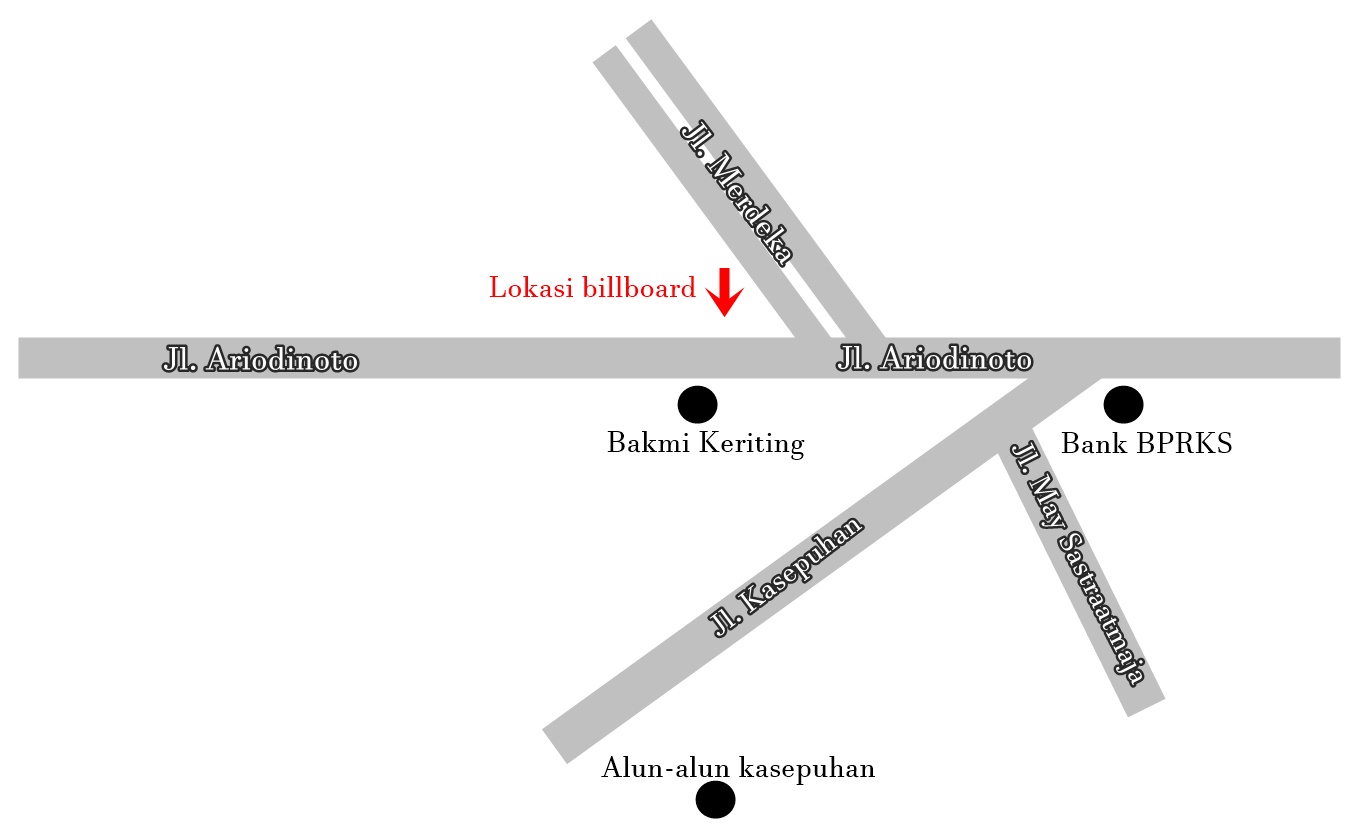 Jl. Merdeka
Lokasi billboard
Jl. Ariodinoto
Jl. Ariodinoto
Bakmi Keriting
Bank BPRKS
Jl. May Sastraatmaja
Jl. Kasepuhan
Alun-alun kasepuhan